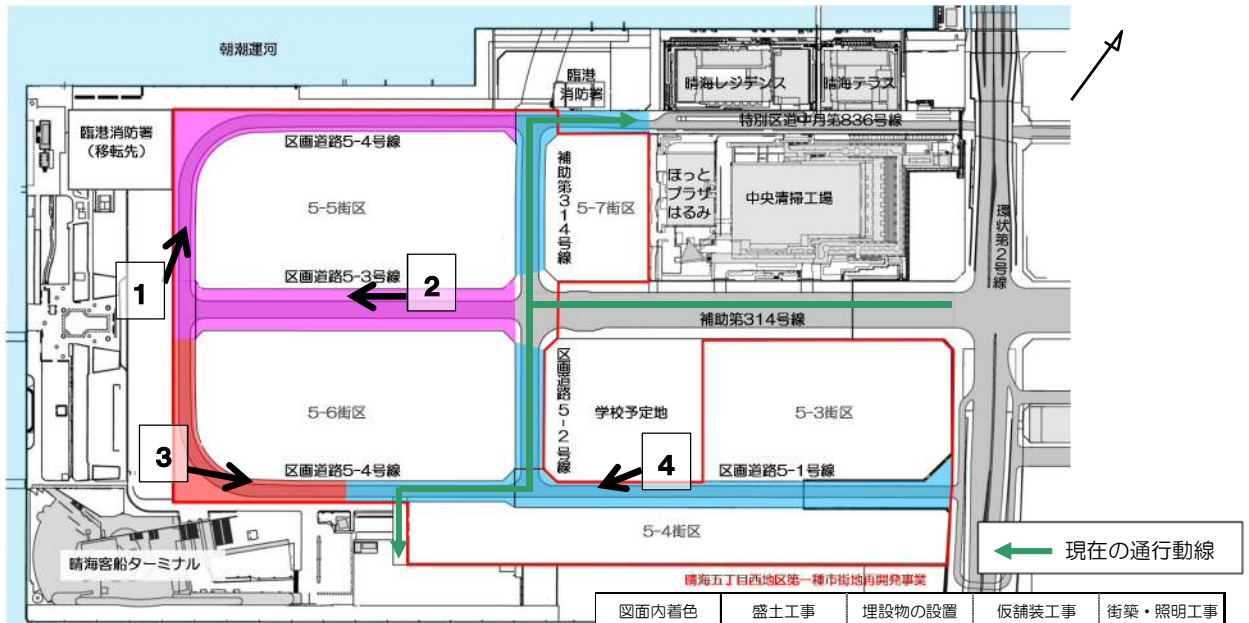 朝潮運河
臨港
消防署
晴海レジデンス
晴海テラス
臨港消防署
(移転先)
区画道路5-4号線
特別区道中月第836号線
補助第314号線
5-5街区
5-7街区
ほっと
プラザ
はるみ
中央清掃工場
環状第2号線
1
区画道路5-3号線
2
補助第314号線
5-6街区
区画道路5-2号線
学校予定地
5-3街区
3
区画道路5-4号線
4
区画道路5-1号線
5-4街区
現在の通行動線
晴海客船ターミナル
晴海五丁目西地区第一種市街地再開発事業
図面内着色 盛土工事 埋設物の設置 仮舗装工事 街築・照明工事